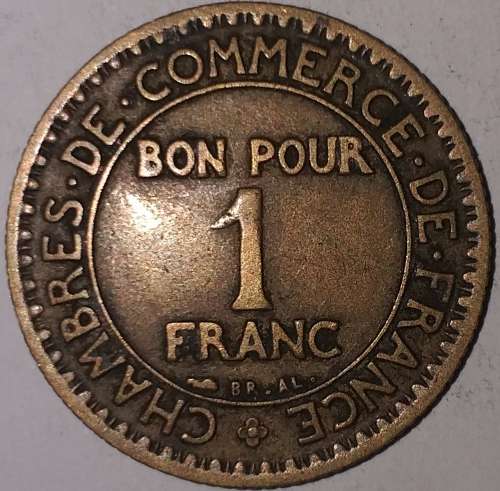 CHAMBRES·DE·COMMERCE·DE·FRANCE
BON POUR
1
FRANC
BR.AL.